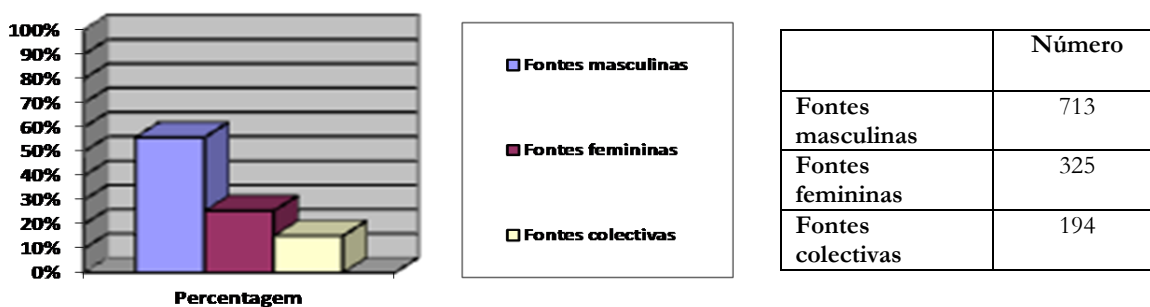 100%
90%
80%
70%
60%
50%
40%
30%
20%
10%
0%
Percentagem
Fontes masculinas
Fontes femininas
Fontes colectivas
Número
Fontes masculinas
713
Fontes femininas
325
Fontes colectivas
194